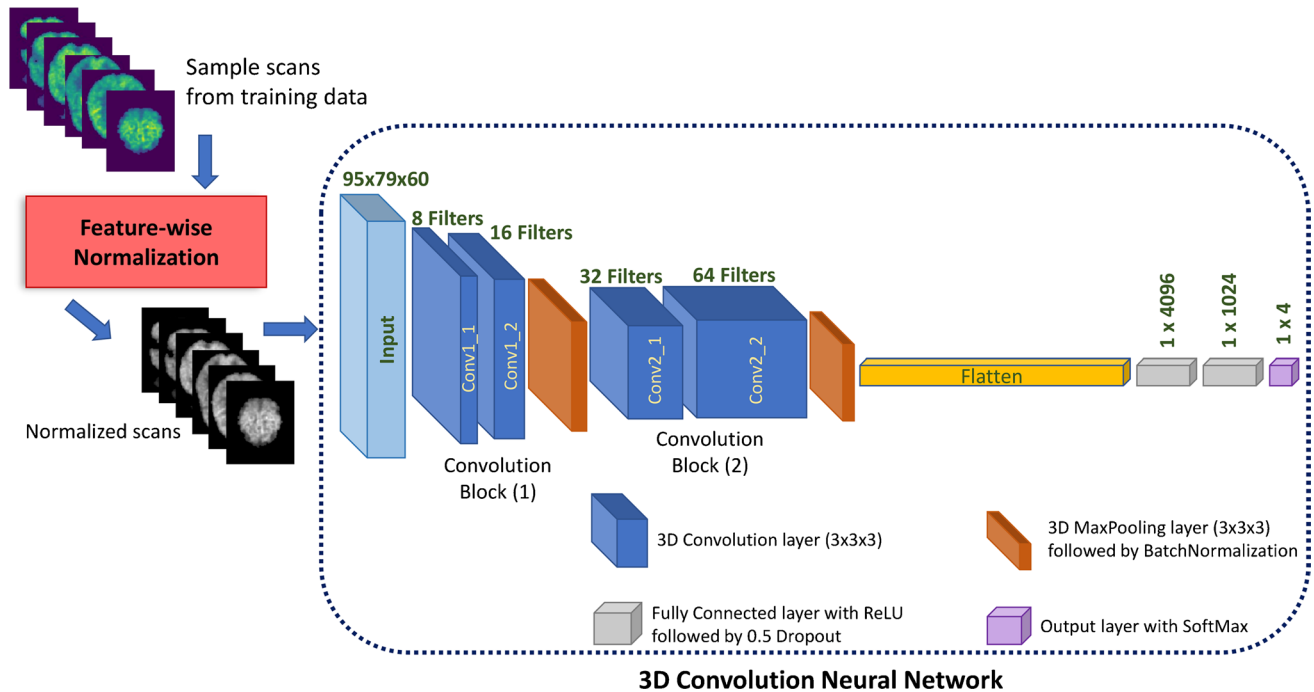 Sample scans
from training data
Feature-wise
Normalization
Normalized scans
95x79x60
Input
8 Filters
Conv1_1
16 Filters
Conv1_2
Convolution
Block (1)
32 Filters
Conv2_1
64 Filters
Conv2_2
Convolution
Block (2)
Flatten
1 x 4096
1 x 1024
1 x 4
3D Convolution layer (3x3x3)
3D MaxPooling layer (3x3x3)
followed by BatchNormalization
Fully Connected layer with ReLU
followed by 0.5 Dropout
Output layer with SoftMax
3D Convolution Neural Network